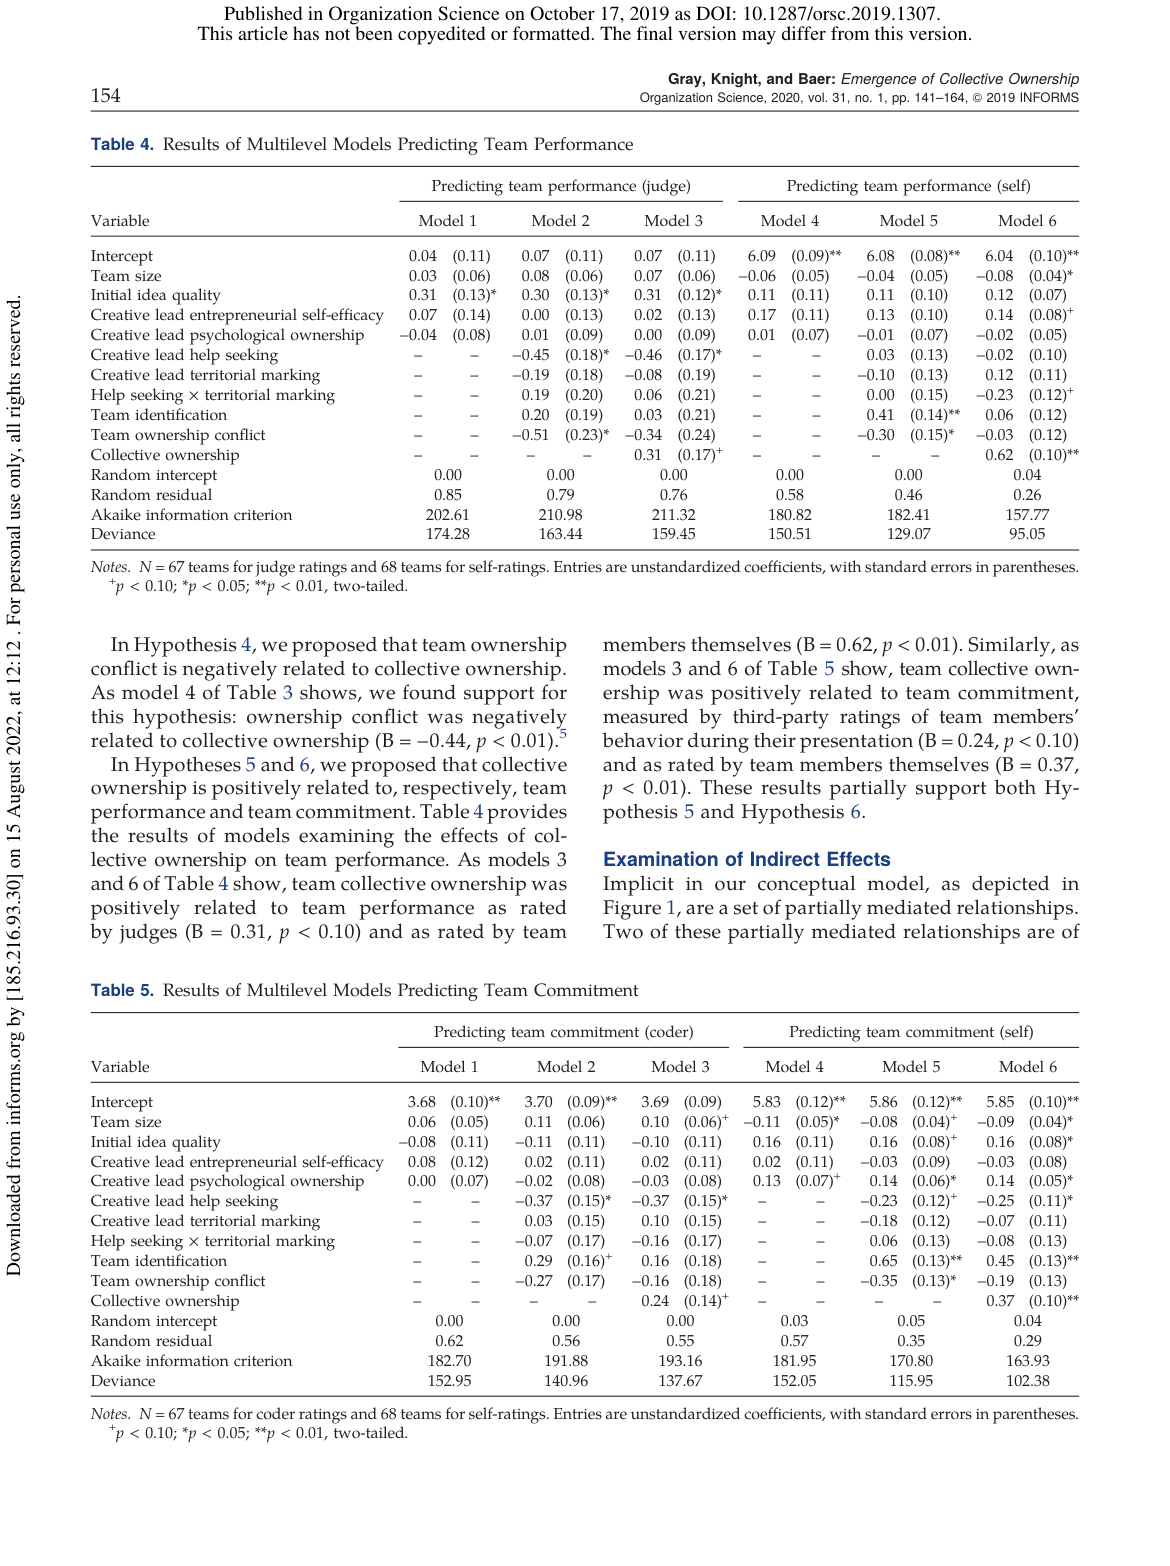 Published in Organization Science on October 17, 2019 as DOI: 10.1287/orsc.2019.1307.
This article has not been copyedited or formatted. The final version may differ from this version.
Gray, Knight, and Baer: Emergence of Collective Ownership
154 Organization Science, 2020, vol. 31, no. 1, pp. 141–164, © 2019 INFORMS
Table 4. Results of Multilevel Models Predicting Team Performance
Predicting team performance (judge) Predicting team performance (self)
Variable Model 1 Model 2 Model 3 Model 4 Model 5 Model 6
Intercept 0.04 (0.11) 0.07 (0.11) 0.07 (0.11) 6.09 (0.09)** 6.08 (0.08)** 6.04 (0.10)**
Team size 0.03 (0.06) 0.08 (0.06) 0.07 (0.06) −0.06 (0.05) −0.04 (0.05) −0.08 (0.04)*
Initial idea quality 0.31 (0.13)* 0.30 (0.13)* 0.31 (0.12)* 0.11 (0.11) 0.11 (0.10) 0.12 (0.07)
Creative lead entrepreneurial self-efficacy 0.07 (0.14) 0.00 (0.13) 0.02 (0.13) 0.17 (0.11) 0.13 (0.10) 0.14 (0.08)+
Creative lead psychological ownership −0.04 (0.08) 0.01 (0.09) 0.00 (0.09) 0.01 (0.07) −0.01 (0.07) −0.02 (0.05)
Creative lead help seeking – – −0.45 (0.18)* −0.46 (0.17)* – – 0.03 (0.13) −0.02 (0.10)
Creative lead territorial marking – – −0.19 (0.18) −0.08 (0.19) – – −0.10 (0.13) 0.12 (0.11)
Help seeking × territorial marking – – 0.19 (0.20) 0.06 (0.21) – – 0.00 (0.15) −0.23 (0.12)+
Team identification – – 0.20 (0.19) 0.03 (0.21) – – 0.41 (0.14)** 0.06 (0.12)
Team ownership conflict – – −0.51 (0.23)* −0.34 (0.24) – – −0.30 (0.15)* −0.03 (0.12)
Collective ownership – – – – 0.31 (0.17)+ – – – – 0.62 (0.10)**
Random intercept 0.00 0.00 0.00 0.00 0.00 0.04
Random residual 0.85 0.79 0.76 0.58 0.46 0.26
Akaike information criterion 202.61 210.98 211.32 180.82 182.41 157.77
Deviance 174.28 163.44 159.45 150.51 129.07 95.05
Notes. N = 67 teams for judge ratings and 68 teams for self-ratings. Entries are unstandardized coefficients, with standard errors in parentheses.
+p < 0.10; *p < 0.05; **p < 0.01, two-tailed.
In Hypothesis 4, we proposed that team ownership
conflict is negatively related to collective ownership.
As model 4 of Table 3 shows, we found support for
this hypothesis: ownership conflict was negatively
related to collective ownership (B = −0.44, p < 0.01).5
In Hypotheses 5 and 6, we proposed that collective
ownership is positively related to, respectively, team
performance and team commitment. Table 4 provides
the results of models examining the effects of col-
lective ownership on team performance. As models 3
and 6 of Table 4 show, team collective ownership was
positively related to team performance as rated
by judges (B = 0.31, p < 0.10) and as rated by team
members themselves (B = 0.62, p < 0.01). Similarly, as
models 3 and 6 of Table 5 show, team collective own-
ership was positively related to team commitment,
measured by third-party ratings of team members’
behavior during their presentation (B = 0.24, p < 0.10)
and as rated by team members themselves (B = 0.37,
p < 0.01). These results partially support both Hy-
pothesis 5 and Hypothesis 6.
Examination of Indirect Effects
Implicit in our conceptual model, as depicted in
Figure 1, are a set of partially mediated relationships.
Two of these partially mediated relationships are of
Table 5. Results of Multilevel Models Predicting Team Commitment
Predicting team commitment (coder) Predicting team commitment (self)
Variable Model 1 Model 2 Model 3 Model 4 Model 5 Model 6
Intercept 3.68 (0.10)** 3.70 (0.09)** 3.69 (0.09) 5.83 (0.12)** 5.86 (0.12)** 5.85 (0.10)**
Team size 0.06 (0.05) 0.11 (0.06) 0.10 (0.06)+ −0.11 (0.05)* −0.08 (0.04)+ −0.09 (0.04)*
Initial idea quality −0.08 (0.11) −0.11 (0.11) −0.10 (0.11) 0.16 (0.11) 0.16 (0.08)+ 0.16 (0.08)*
Creative lead entrepreneurial self-efficacy 0.08 (0.12) 0.02 (0.11) 0.02 (0.11) 0.02 (0.11) −0.03 (0.09) −0.03 (0.08)
Creative lead psychological ownership 0.00 (0.07) −0.02 (0.08) −0.03 (0.08) 0.13 (0.07)+ 0.14 (0.06)* 0.14 (0.05)*
Creative lead help seeking – – −0.37 (0.15)* −0.37 (0.15)* – – −0.23 (0.12)+ −0.25 (0.11)*
Creative lead territorial marking – – 0.03 (0.15) 0.10 (0.15) – – −0.18 (0.12) −0.07 (0.11)
Help seeking × territorial marking – – −0.07 (0.17) −0.16 (0.17) – – 0.06 (0.13) −0.08 (0.13)
Team identification – – 0.29 (0.16)+ 0.16 (0.18) – – 0.65 (0.13)** 0.45 (0.13)**
Team ownership conflict – – −0.27 (0.17) −0.16 (0.18) – – −0.35 (0.13)* −0.19 (0.13)
Collective ownership – – – – 0.24 (0.14)+ – – – – 0.37 (0.10)**
Random intercept 0.00 0.00 0.00 0.03 0.05 0.04
Random residual 0.62 0.56 0.55 0.57 0.35 0.29
Akaike information criterion 182.70 191.88 193.16 181.95 170.80 163.93
Deviance 152.95 140.96 137.67 152.05 115.95 102.38
Notes. N = 67 teams for coder ratings and 68 teams for self-ratings. Entries are unstandardized coefficients, with standard errors in parentheses.
+p < 0.10; *p < 0.05; **p < 0.01, two-tailed.
Downloaded from informs.org by [185.216.93.30] on 15 August 2022, at 12:12 . For personal use only, all rights reserved.